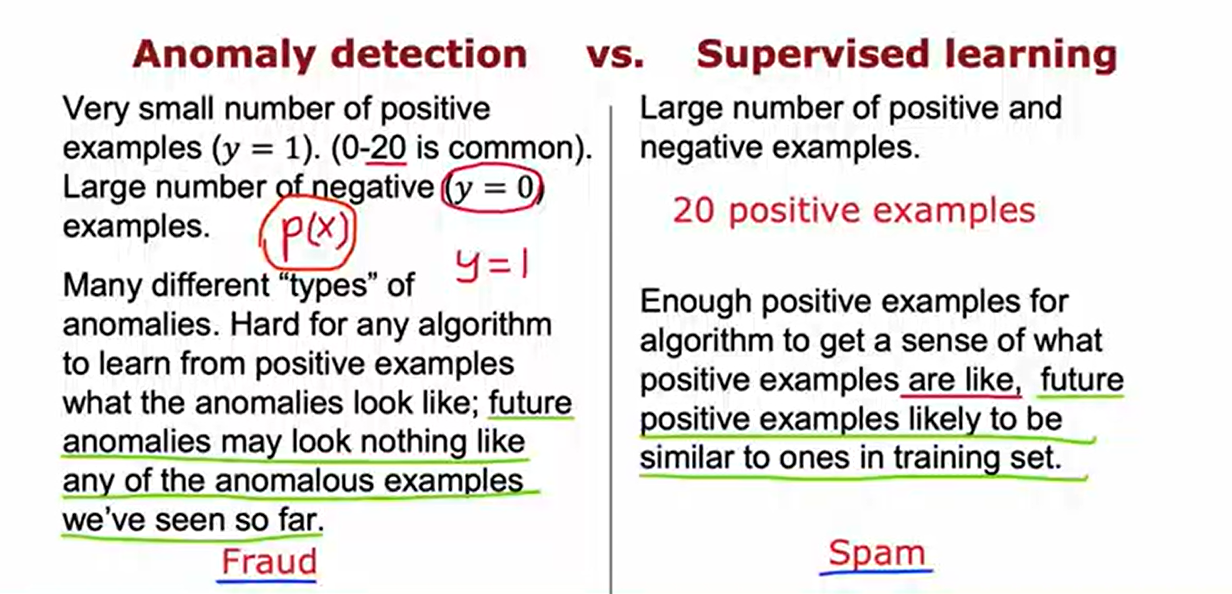 Anomaly detection vs. Supervised learning
Very small number of positive
examples (y = 1). (0-20 is common).
Large number of negative (y = 0)
examples.
p(x)
y=1
Many different “types” of
anomalies. Hard for any algorithm
to learn from positive examples
what the anomalies look like; future
anomalies may look nothing like
any of the anomalous examples
we’ve seen so far.
Fraud
Large number of positive and
negative examples.
20 positive examples
Enough positive examples for
algorithm to get a sense of what
positive examples are like, future
positive examples likely to be
similar to ones in training set.
Spam